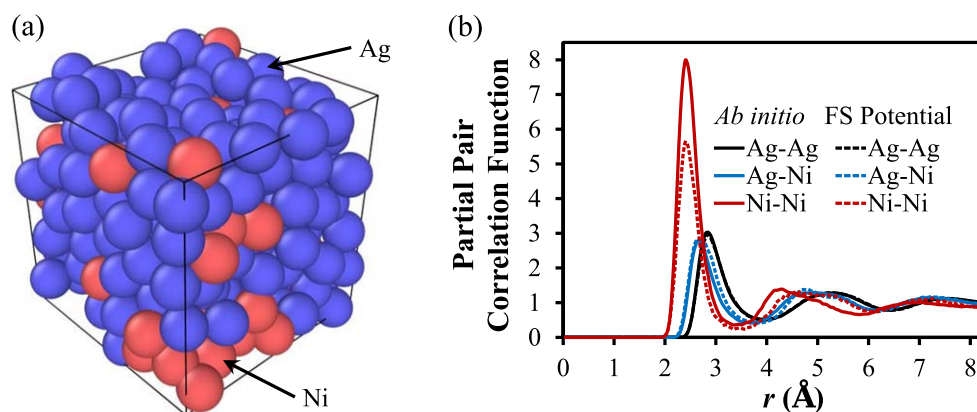 (a)
Ag
Ni
(b)
Partial Pair
Correlation Function
8
7
6
5
4
3
2
1
0
Ab initio FS Potential
Ag-Ag Ag-Ag
Ag-Ni Ag-Ni
Ni-Ni Ni-Ni
0 1 2 3 4 5 6 7 8
r (Å)